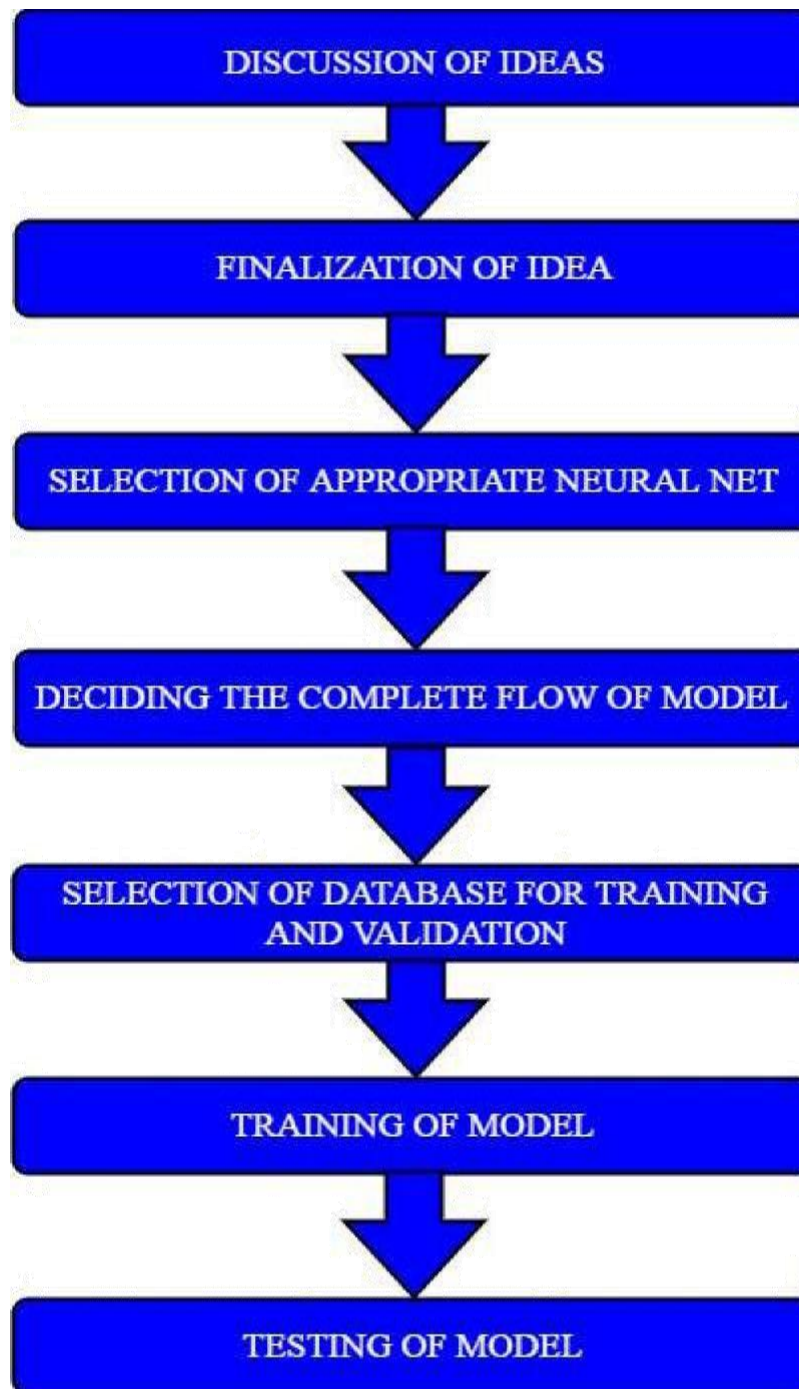 DISCUSSION OF IDEAS
FINALIZATION OF IDEA
SELECTION OF APPROPRIATE NEURAL NET
DECIDING THE COMPLETE FLOW OF MODEL
SELECTION OF DATABASE FOR TRAINING
AND VALIDATION
TRAINING OF MODEL
TESTING OF MODEL